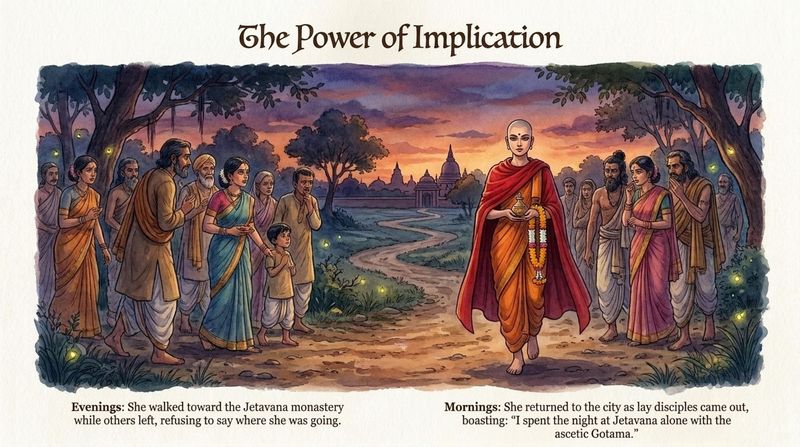 The Power of Implication
Evenings: She walked toward the Jetavana monastery
while others left, refusing to say where she was going.
Mornings: She returned to the city as lay disciples came out,
boasting: “I spent the night at Jetavana alone with the
ascetic Gotama.”